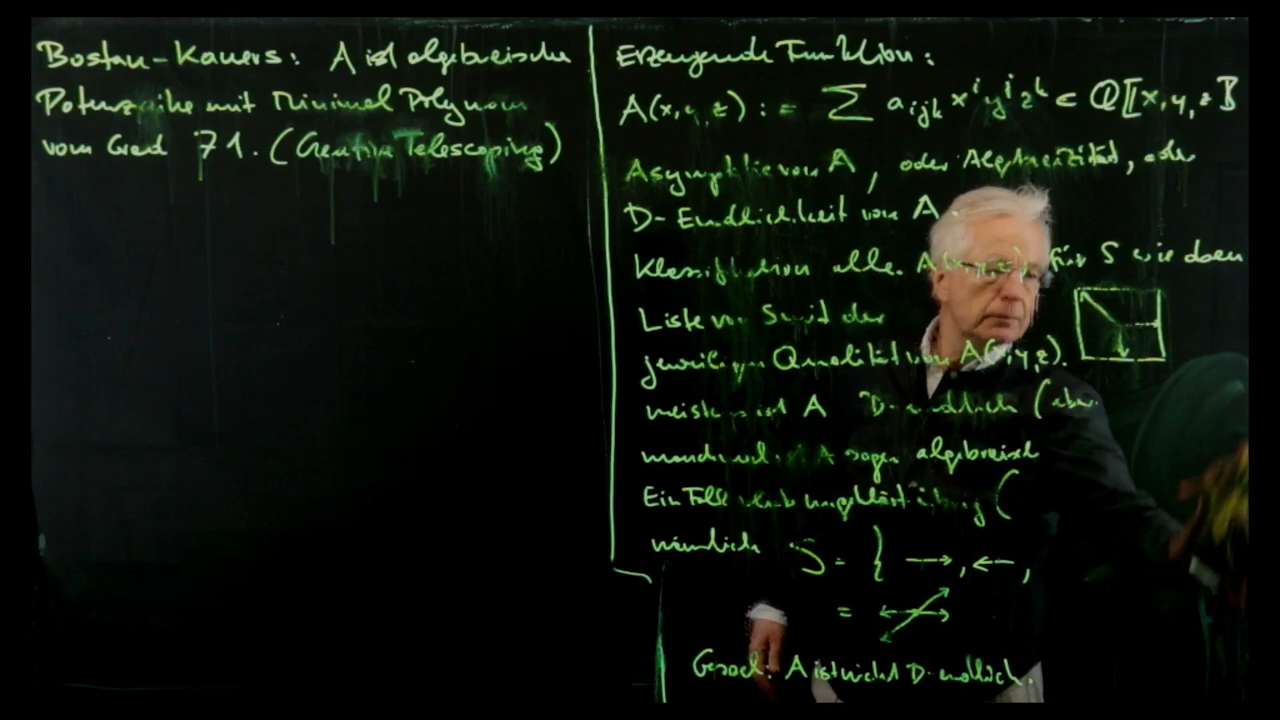 Bostan-Kauers: A ist algebraische
Potenzreihe mit Minimal Polynom
vom Grad 71. (Creative Telescoping)
Erzeugende Funktion:
A(x,y,z) := ∑ a_ijk x^i y^j z^k ∈ Q[[x,y,z]]
Asymptotik von A, oder Algebraizität, oder
D-Endlichkeit von A.
Klassifikation aller A(x,y,z) für S wie oben
Liste von S mit der
jeweiligen Qualität von A(x,y,z).
meistens ist A D-endlich (aber
manchmal ist A sogar algebraisch
Ein Fall blieb ungeklärt übrig (
nämlich S = { →, ←,
=
A ist nicht D-endlich.